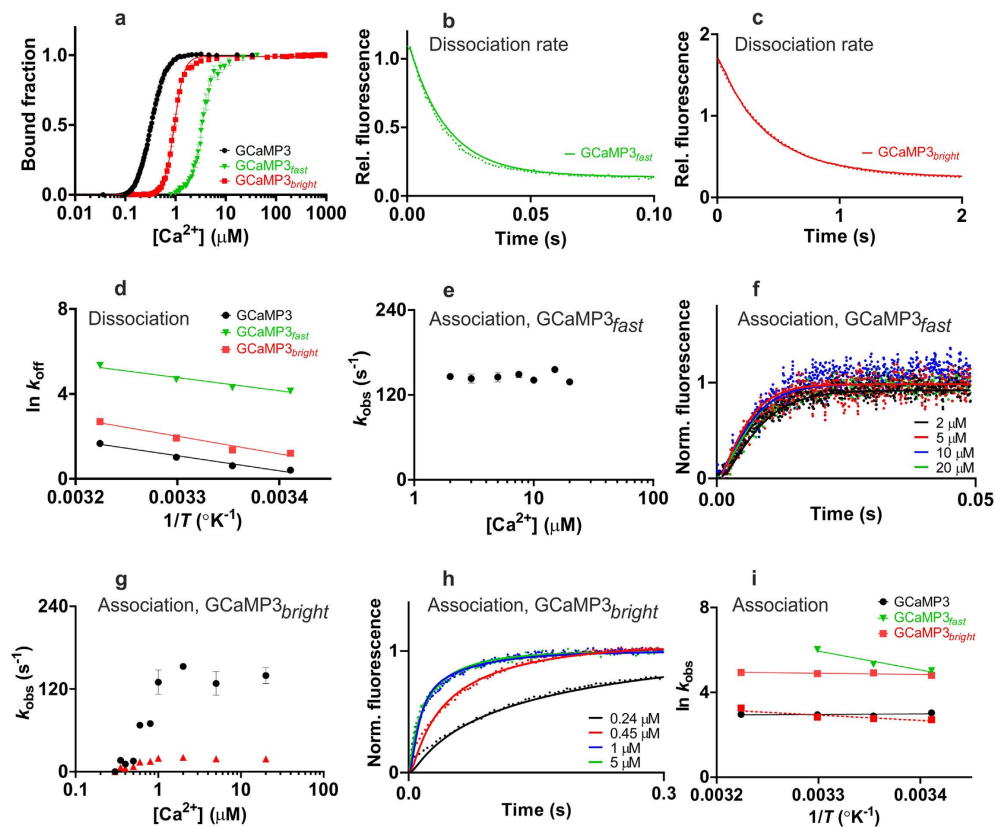 a
Bound fraction
1.0
0.5
0.0
0.01
0.1
1
10
100
1000
[Ca2+] (μM)
GCaMP3
GCaMP3fast
GCaMP3bright
b
Dissociation rate
Rel. fluorescence
1.0
0.5
0.0
0.00
0.05
0.10
Time (s)
GCaMP3fast
c
Dissociation rate
Rel. fluorescence
2
1
0
0
1
2
Time (s)
GCaMP3bright
d
Dissociation
ln koff
8
4
0
0.0032
0.0033
0.0034
1/T (°K-1)
GCaMP3
GCaMP3fast
GCaMP3bright
e
Association, GCaMP3fast
kobs (s-1)
240
120
0
1
10
100
[Ca2+] (μM)
f
Association, GCaMP3fast
Norm. fluorescence
1
0
0.00
0.05
Time (s)
2 μM
5 μM
10 μM
20 μM
g
Association, GCaMP3bright
kobs (s-1)
240
120
0
0.1
1
10
100
[Ca2+] (μM)
h
Association, GCaMP3bright
Norm. fluorescence
1
0
0.0
0.3
Time (s)
0.24 μM
0.45 μM
1 μM
5 μM
i
Association
ln kobs
8
4
0
0.0032
0.0033
0.0034
1/T (°K-1)
GCaMP3
GCaMP3fast
GCaMP3bright